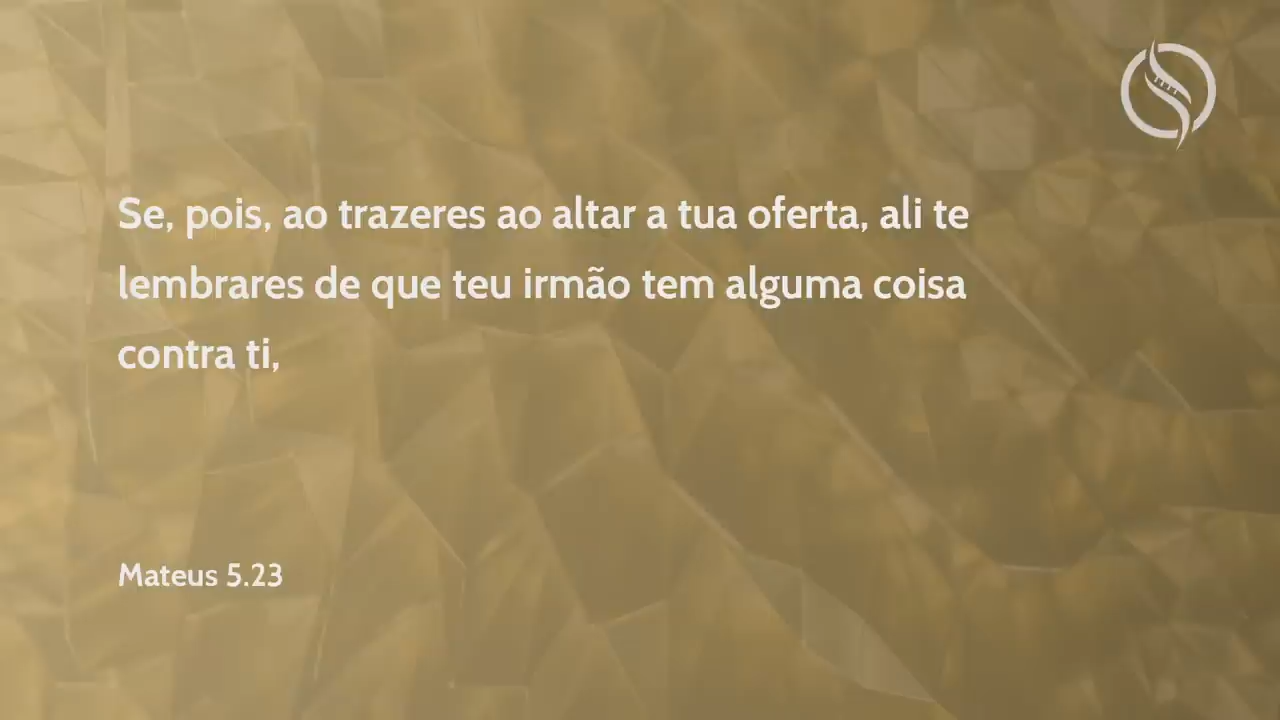 Se, pois, ao trazeres ao altar a tua oferta, ali te
lembrares de que teu irmão tem alguma coisa
contra ti,
Mateus 5.23